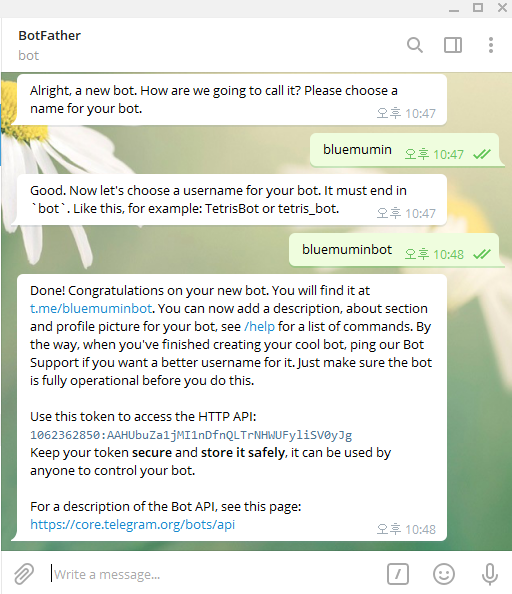 BotFather
bot
Alright, a new bot. How are we going to call it? Please choose a
name for your bot.
오후 10:47
bluemumin
오후 10:47
Good. Now let's choose a username for your bot. It must end in
`bot`. Like this, for example: TetrisBot or tetris_bot.
오후 10:47
bluemuminbot
오후 10:48
Done! Congratulations on your new bot. You will find it at
t.me/bluemuminbot. You can now add a description, about section
and profile picture for your bot, see /help for a list of commands. By
the way, when you've finished creating your cool bot, ping our Bot
Support if you want a better username for it. Just make sure the bot
is fully operational before you do this.
Use this token to access the HTTP API:
1062362850:AAHUbuZa1jMI1nDfnQLTrNHWUFyliSV0yJg
Keep your token secure and store it safely, it can be used by
anyone to control your bot.
For a description of the Bot API, see this page:
https://core.telegram.org/bots/api
오후 10:48
Write a message...